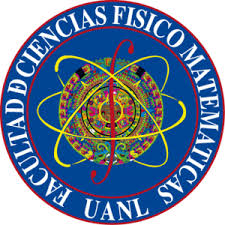 FACULTAD DE CIENCIAS FISICO MATEMATICAS
UANL